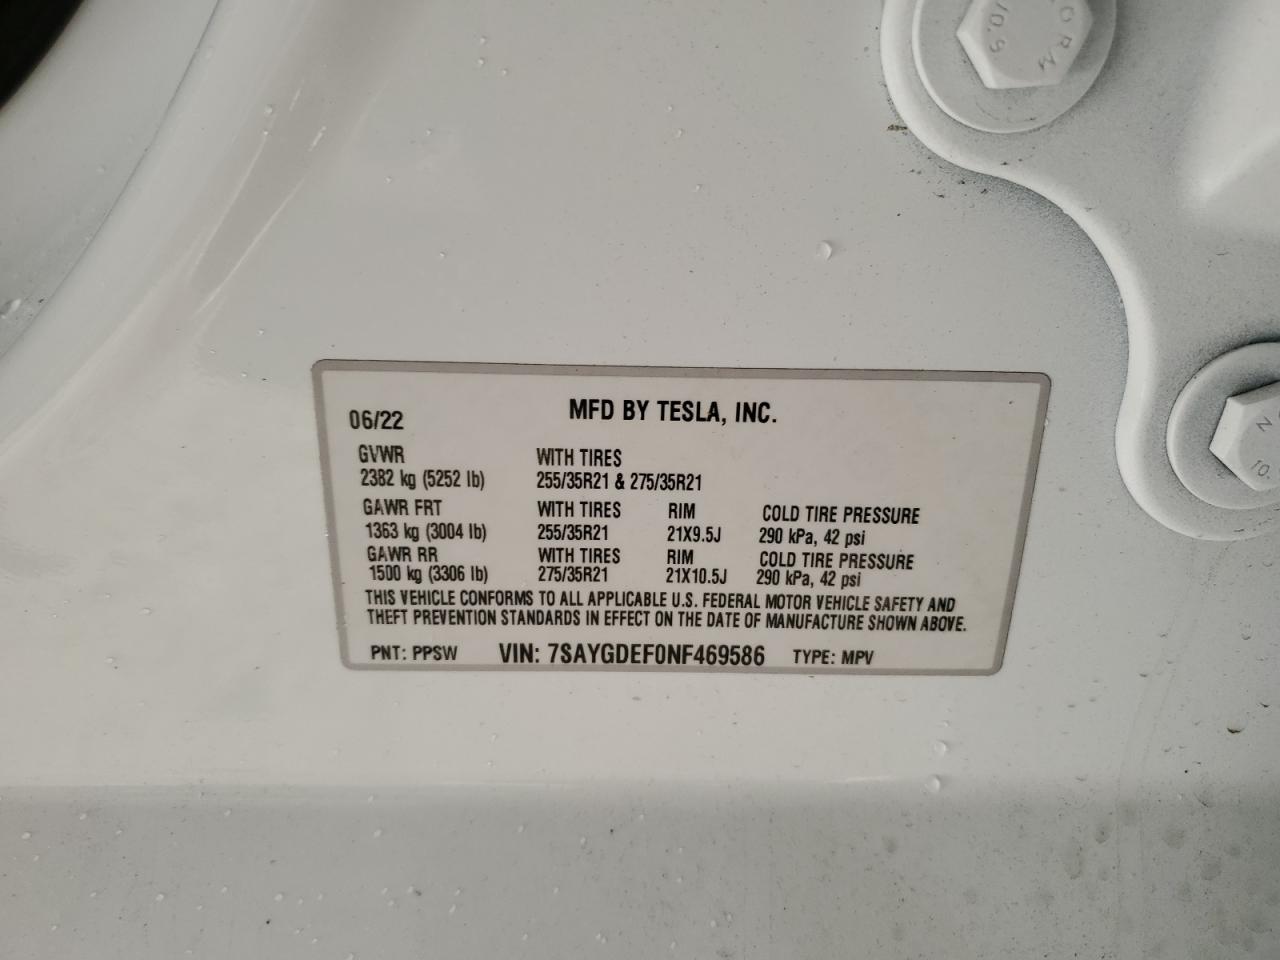 ORM
10.9
MFD BY TESLA, INC.
06/22
GVWR WITH TIRES
2382 kg (5252 lb) 255/35R21 & 275/35R21
GAWR FRT WITH TIRES RIM COLD TIRE PRESSURE
1363 kg (3004 lb) 255/35R21 21X9.5J 290 kPa, 42 psi
GAWR RR WITH TIRES RIM COLD TIRE PRESSURE
1500 kg (3306 lb) 275/35R21 21X10.5J 290 kPa, 42 psi
THIS VEHICLE CONFORMS TO ALL APPLICABLE U.S. FEDERAL MOTOR VEHICLE SAFETY AND
THEFT PREVENTION STANDARDS IN EFFECT ON THE DATE OF MANUFACTURE SHOWN ABOVE.
PNT: PPSW VIN: 7SAYGDEF0NF469586 TYPE: MPV
10.